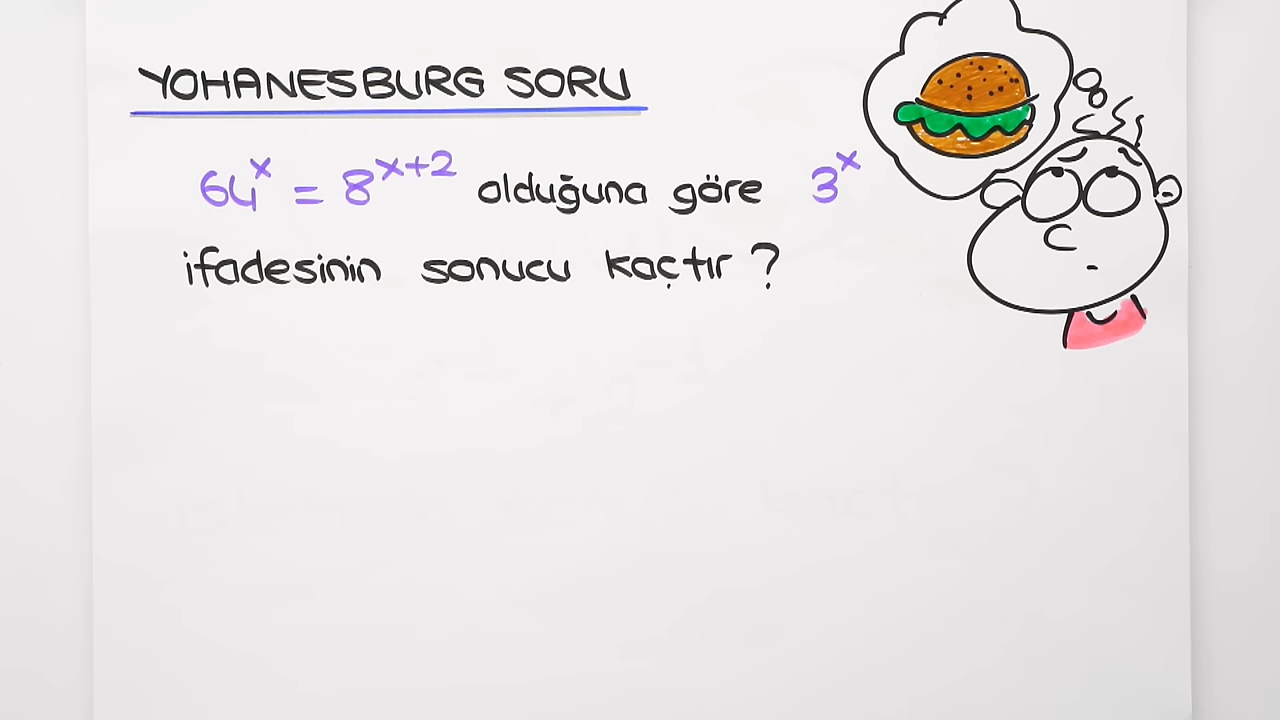 YOHANESBURG SORU
64^x = 8^(x+2) olduğuna göre 3^x
ifadesinin sonucu kaçtır ?